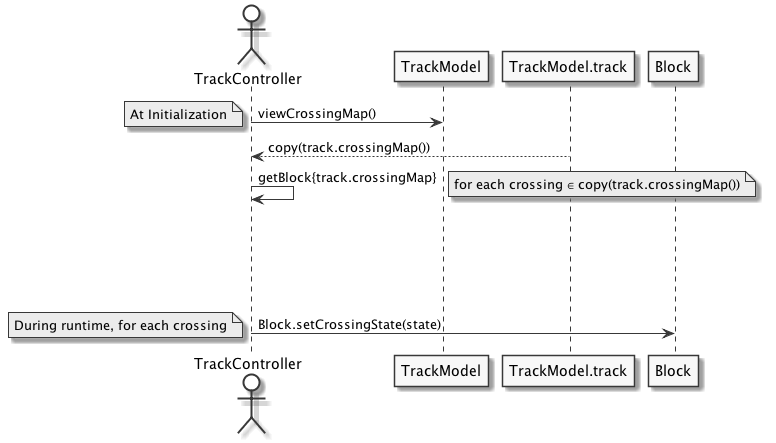 TrackController
TrackModel
TrackModel.track
Block
At Initialization
viewCrossingMap()
copy(track.crossingMap())
getBlock{track.crossingMap}
for each crossing ∈ copy(track.crossingMap())
During runtime, for each crossing
Block.setCrossingState(state)
TrackController
TrackModel
TrackModel.track
Block